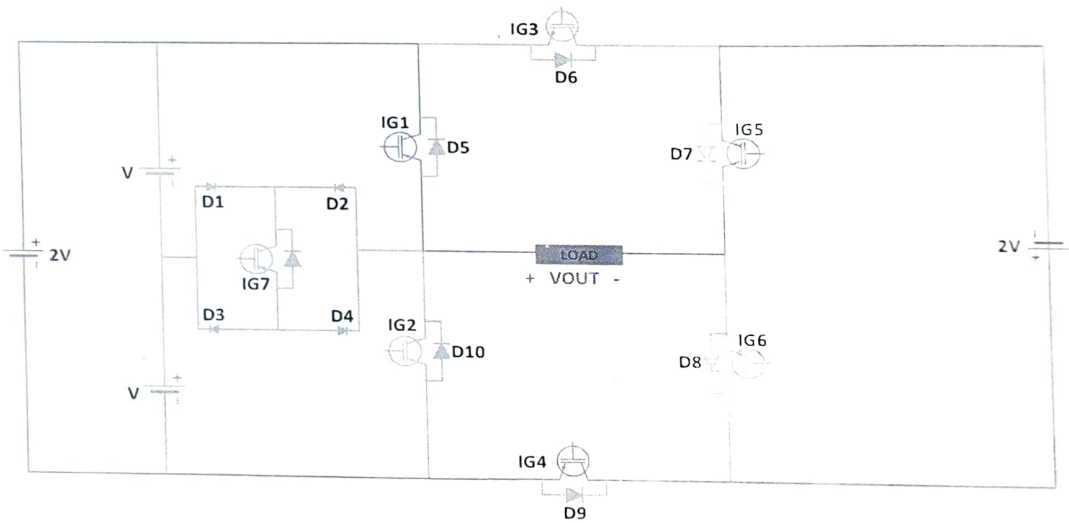 IG3
D6
IG1
D5
IG5
D7
V
+
D1
D2
+
2V
IG7
LOAD
+ VOUT -
2V
+
D3
D4
IG2
D10
IG6
D8
V
+
IG4
D9